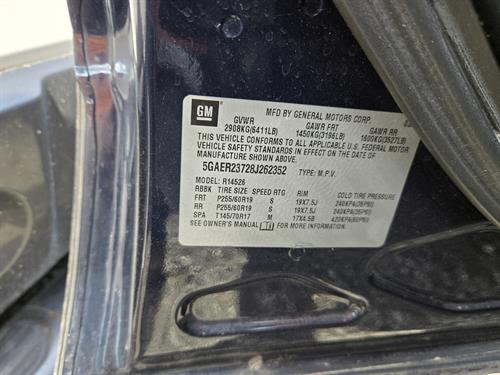 GM MFD BY GENERAL MOTORS CORP.
GVWR GAWR FRT GAWR RR
2908KG(6411LB) 1450KG(3196LB) 1600KG(3527LB)
THIS VEHICLE CONFORMS TO ALL APPLICABLE U.S. FEDERAL MOTOR
VEHICLE SAFETY STANDARDS IN EFFECT ON THE DATE OF MANUFACTURE
5GAER23728J262352 TYPE: M.P.V.
MODEL: R14526
RBBK TIRE SIZE SPEED RTG RIM COLD TIRE PRESSURE
FRT P255/60R19 S 19X7.5J 240KPA(35PSI)
RR P255/60R19 S 19X7.5J 240KPA(35PSI)
SPA T145/70R17 M 17X4.5B 420KPA(60PSI)
SEE OWNER'S MANUAL FOR MORE INFORMATION